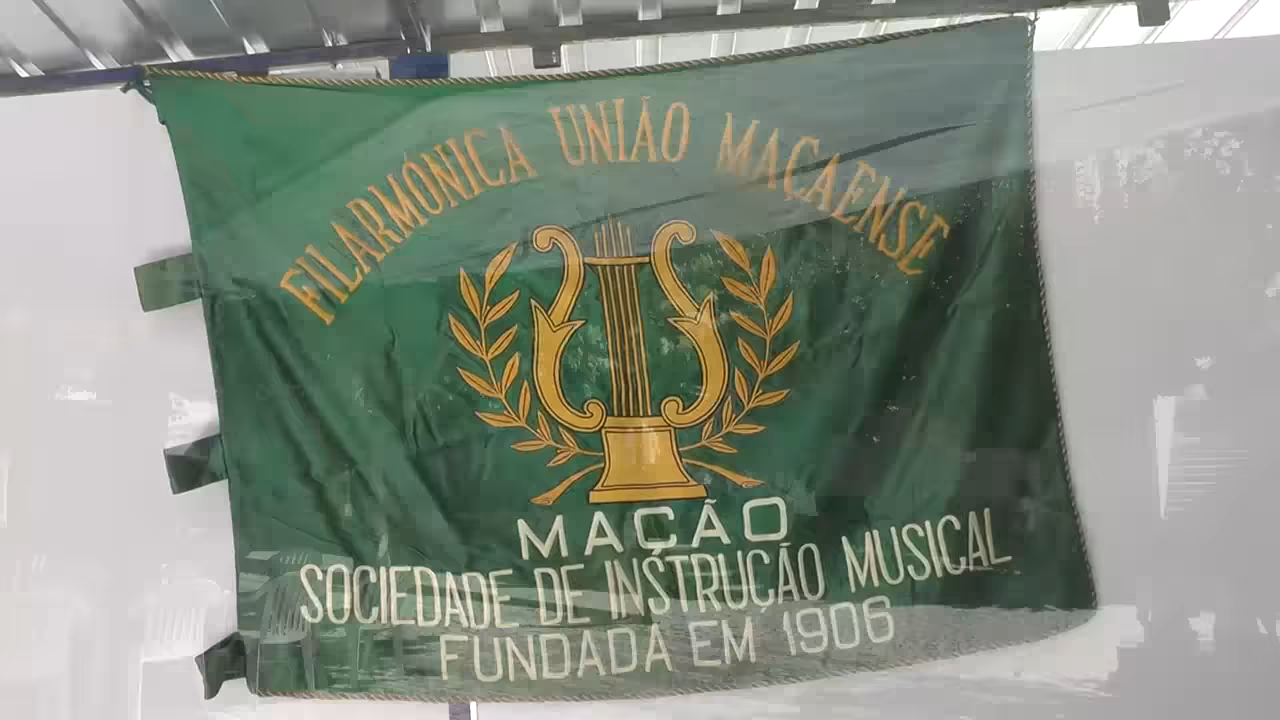 FILARMÓNICA UNIÃO MAÇAENSE
MAÇÃO
SOCIEDADE DE INSTRUÇÃO MUSICAL
FUNDADA EM 1906